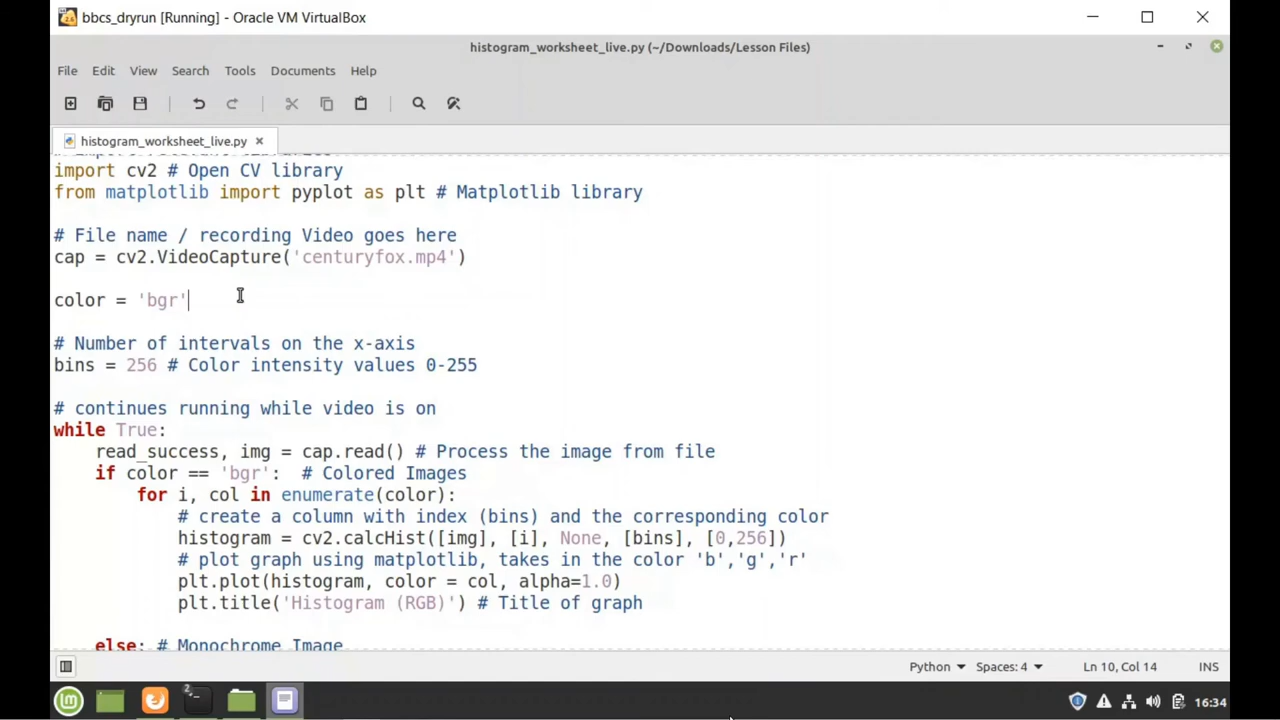 bbcs_dryrun [Running] - Oracle VM VirtualBox
histogram_worksheet_live.py (~/Downloads/Lesson Files)
File Edit View Search Tools Documents Help
histogram_worksheet_live.py
import cv2 # Open CV library
from matplotlib import pyplot as plt # Matplotlib library
# File name / recording Video goes here
cap = cv2.VideoCapture('centuryfox.mp4')
color = 'bgr'
# Number of intervals on the x-axis
bins = 256 # Color intensity values 0-255
# continues running while video is on
while True:
    read_success, img = cap.read() # Process the image from file
    if color == 'bgr':  # Colored Images
        for i, col in enumerate(color):
            # create a column with index (bins) and the corresponding color
            histogram = cv2.calcHist([img], [i], None, [bins], [0,256])
            # plot graph using matplotlib, takes in the color 'b','g','r'
            plt.plot(histogram, color = col, alpha=1.0)
            plt.title('Histogram (RGB)') # Title of graph
    else: # Monochrome Image
Python Spaces: 4 Ln 10, Col 14 INS
2
lm 16:34